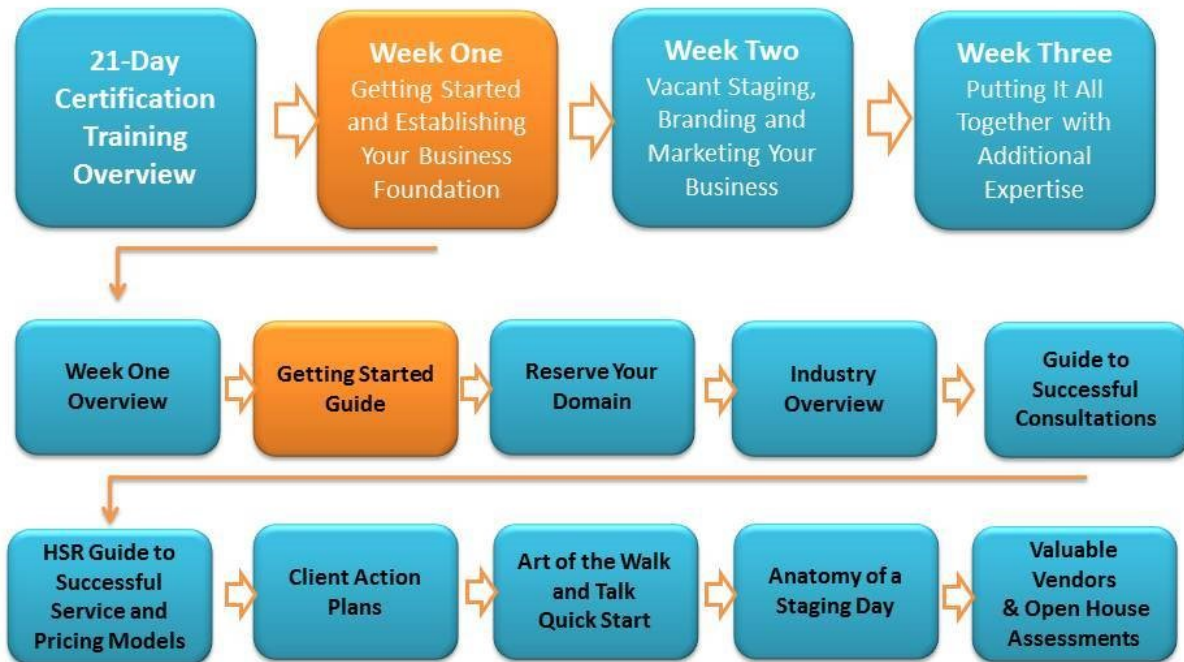 21-Day
Certification
Training
Overview
Week One
Getting Started
and Establishing
Your Business
Foundation
Week Two
Vacant Staging,
Branding and
Marketing Your
Business
Week Three
Putting It All
Together with
Additional
Expertise
Week One
Overview
Getting Started
Guide
Reserve Your
Domain
Industry
Overview
Guide to
Successful
Consultations
HSR Guide to
Successful
Service and
Pricing Models
Client Action
Plans
Art of the Walk
and Talk
Quick Start
Anatomy of a
Staging Day
Valuable
Vendors
& Open House
Assessments